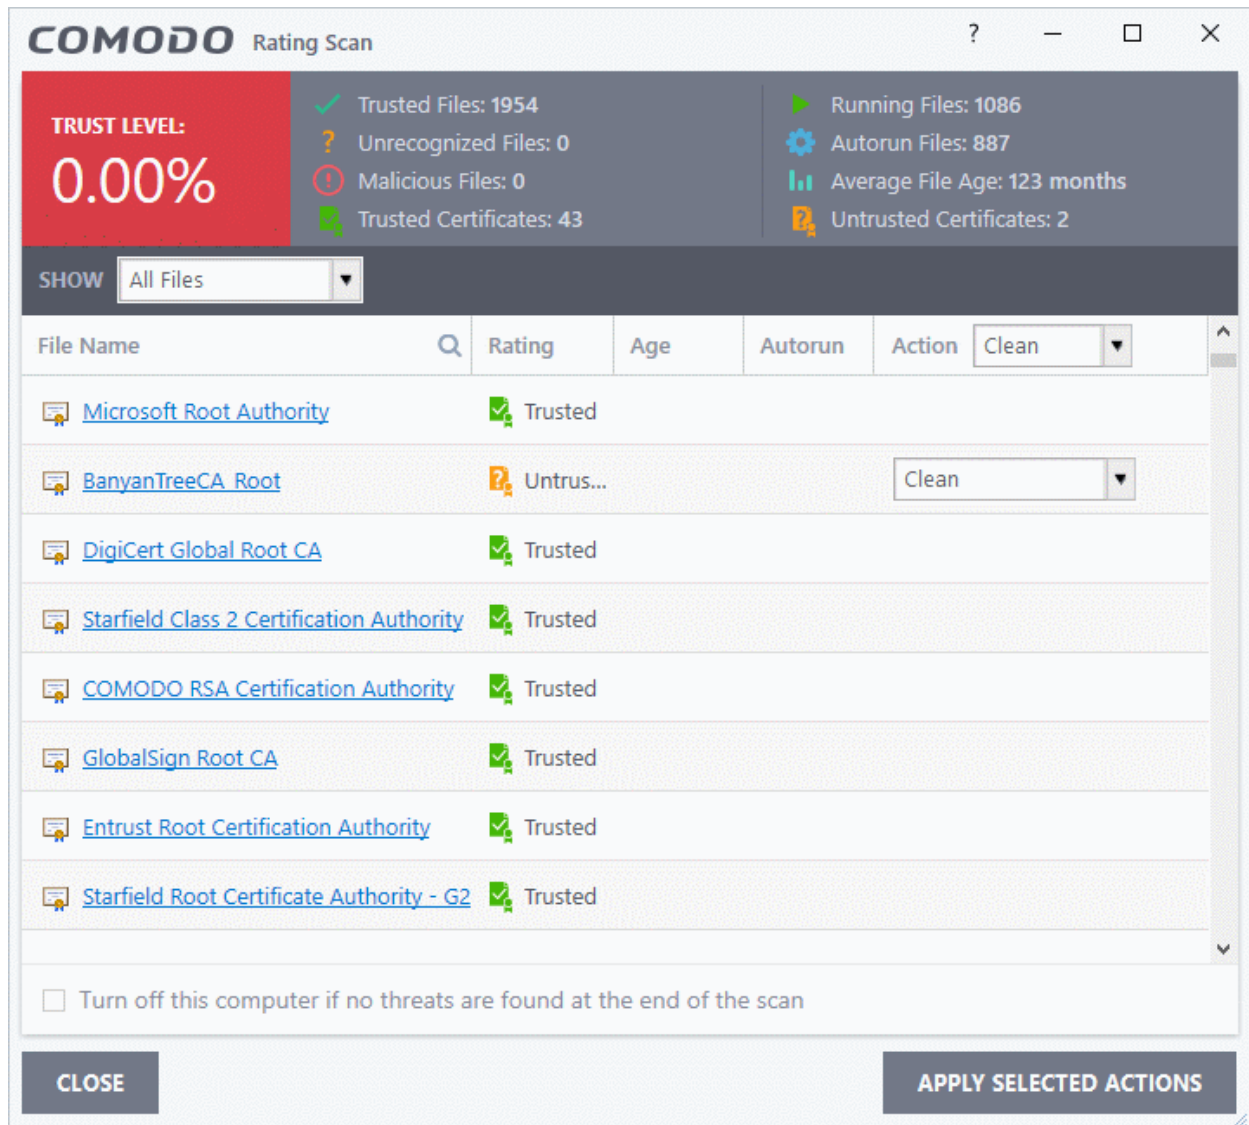 COMODO Rating Scan ?
TRUST LEVEL:
0.00%
Trusted Files: 1954
Unrecognized Files: 0
Malicious Files: 0
Trusted Certificates: 43
Running Files: 1086
Autorun Files: 887
Average File Age: 123 months
Untrusted Certificates: 2
SHOW All Files
File Name Rating Age Autorun Action Clean
Microsoft Root Authority Trusted
BanyanTreeCA Root Untrus... Clean
DigiCert Global Root CA Trusted
Starfield Class 2 Certification Authority Trusted
COMODO RSA Certification Authority Trusted
GlobalSign Root CA Trusted
Entrust Root Certification Authority Trusted
Starfield Root Certificate Authority - G2 Trusted
Turn off this computer if no threats are found at the end of the scan
CLOSE APPLY SELECTED ACTIONS